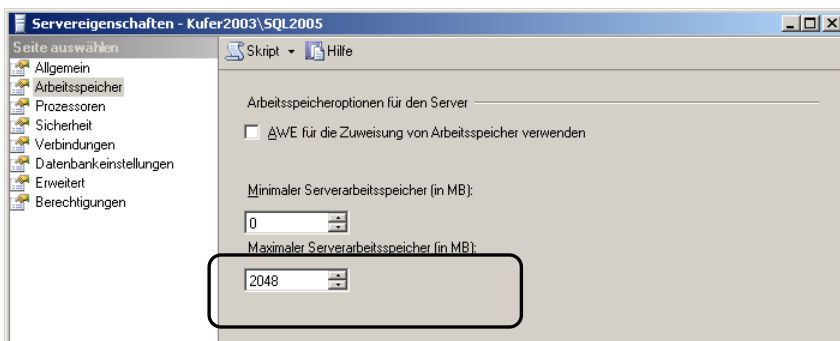 Servereigenschaften - Kufer2003\SQL2005
Seite auswählen
Allgemein
Arbeitsspeicher
Prozessoren
Sicherheit
Verbindungen
Datenbankeinstellungen
Erweitert
Berechtigungen
Skript Hilfe
Arbeitsspeicheroptionen für den Server
AWE für die Zuweisung von Arbeitsspeicher verwenden
Minimaler Serverarbeitsspeicher (in MB):
0
Maximaler Serverarbeitsspeicher (in MB):
2048